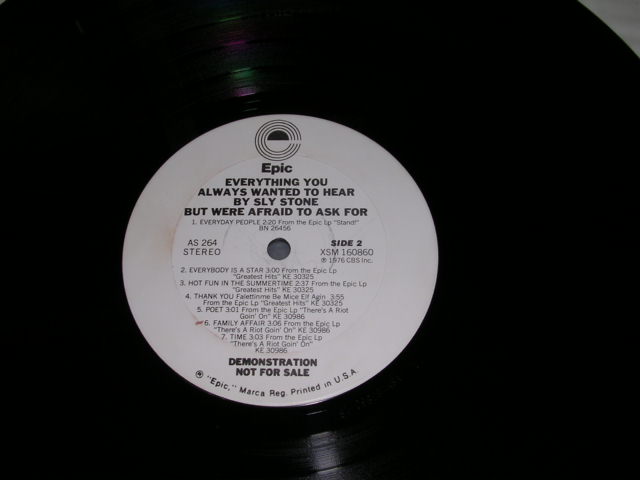 Epic
EVERYTHING YOU
ALWAYS WANTED TO HEAR
BY SLY STONE
BUT WERE AFRAID TO ASK FOR
1. EVERYDAY PEOPLE 2:20 From the Epic Lp "Stand!"
BN 26456
AS 264
STEREO
SIDE 2
XSM 160860
℗ 1976 CBS Inc.
2. EVERYBODY IS A STAR 3:00 From the Epic Lp
"Greatest Hits" KE 30325
3. HOT FUN IN THE SUMMERTIME 2:37 From the Epic Lp
"Greatest Hits" KE 30325
4. THANK YOU Falettinme Be Mice Elf Agin 3:55
From the Epic Lp "Greatest Hits" KE 30325
5. POET 3:01 From the Epic Lp "There's A Riot
Goin' On" KE 30986
6. FAMILY AFFAIR 3:06 From the Epic Lp
"There's A Riot Goin' On" KE 30986
7. TIME 3:03 From the Epic Lp
"There's A Riot Goin' On"
KE 30986
DEMONSTRATION
NOT FOR SALE
® "Epic," Marca Reg. Printed in U.S.A.